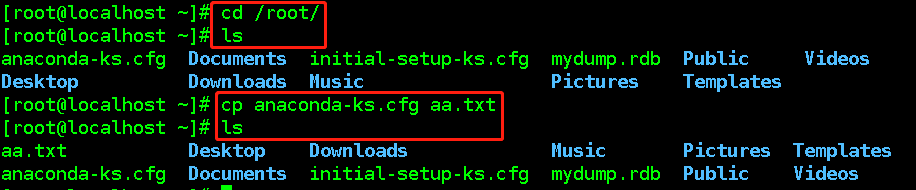 [root@localhost ~]# cd /root/
[root@localhost ~]# ls
anaconda-ks.cfg  Documents  initial-setup-ks.cfg  mydump.rdb  Public     Videos
Desktop          Downloads  Music                 Pictures    Templates
[root@localhost ~]# cp anaconda-ks.cfg aa.txt
[root@localhost ~]# ls
aa.txt           Desktop    Downloads             Music       Pictures  Templates
anaconda-ks.cfg  Documents  initial-setup-ks.cfg  mydump.rdb  Public    Videos
[root@localhost ~]#